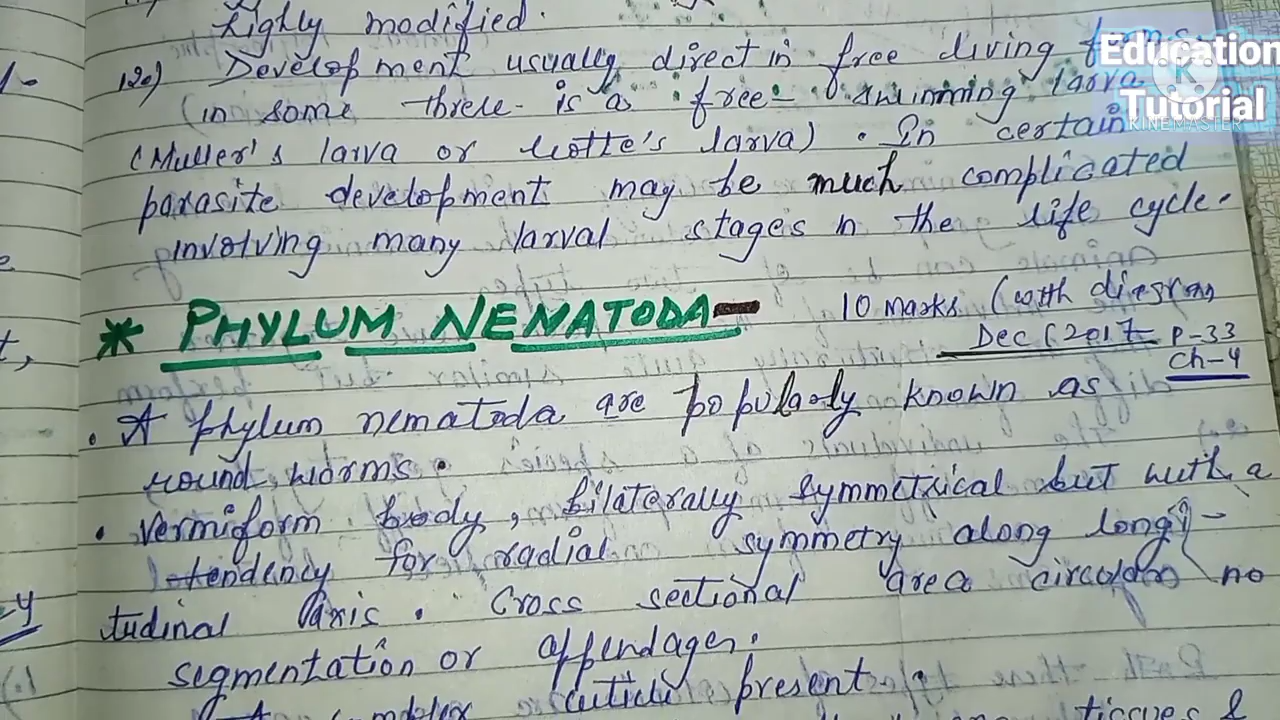 highly modified.
12) Development usually direct in free living forms
(in some three- is a free- swimming larva
(Muller's larva or Gotte's larva). In certain
parasite development may be much complicated
involving many larval stages in the life cycle.
* PHYLUM NENATODA-
10 marks (with diagram
Dec (2017 P-33
Ch-4
. A phylum nematoda are popularly known as
round worms.
. Vermiform body, bilaterally symmetrical but with a
tendency for radial symmetry along longi-
tudinal axis. Cross sectional area circular no
segmentation or appendages.
A complex cuticle present.
tissues &
Education
Tutorial
KINEMASTER